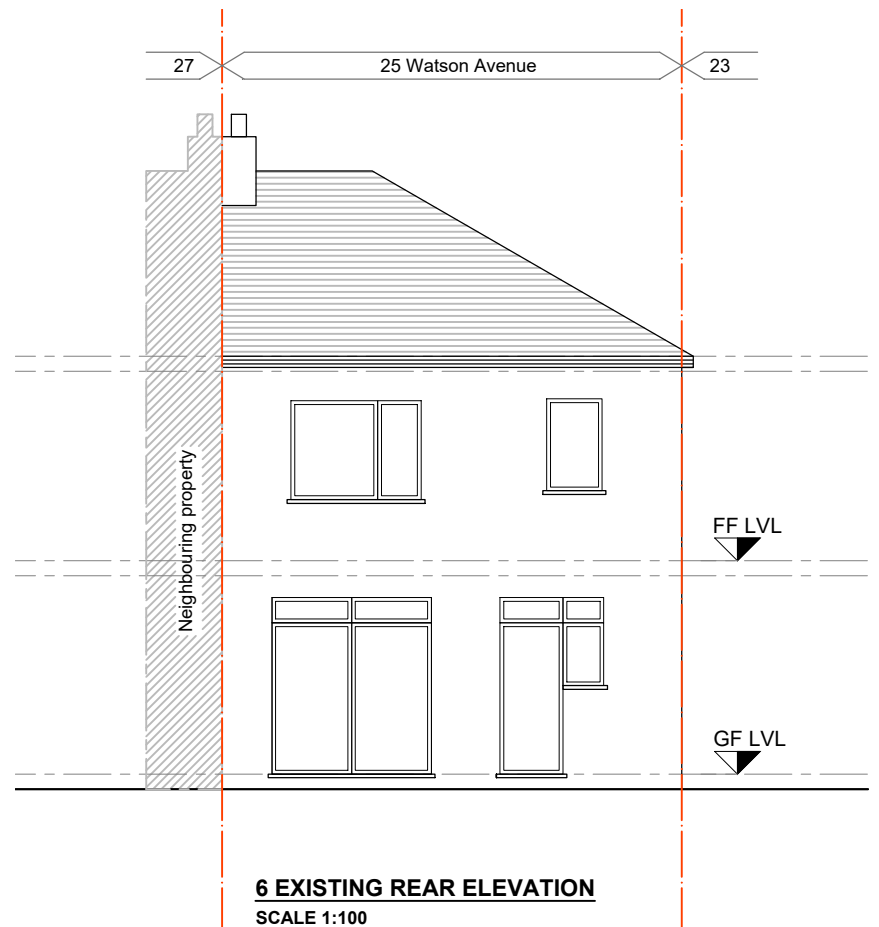 27
25 Watson Avenue
23
Neighbouring property
FF LVL
GF LVL
6 EXISTING REAR ELEVATION
SCALE 1:100